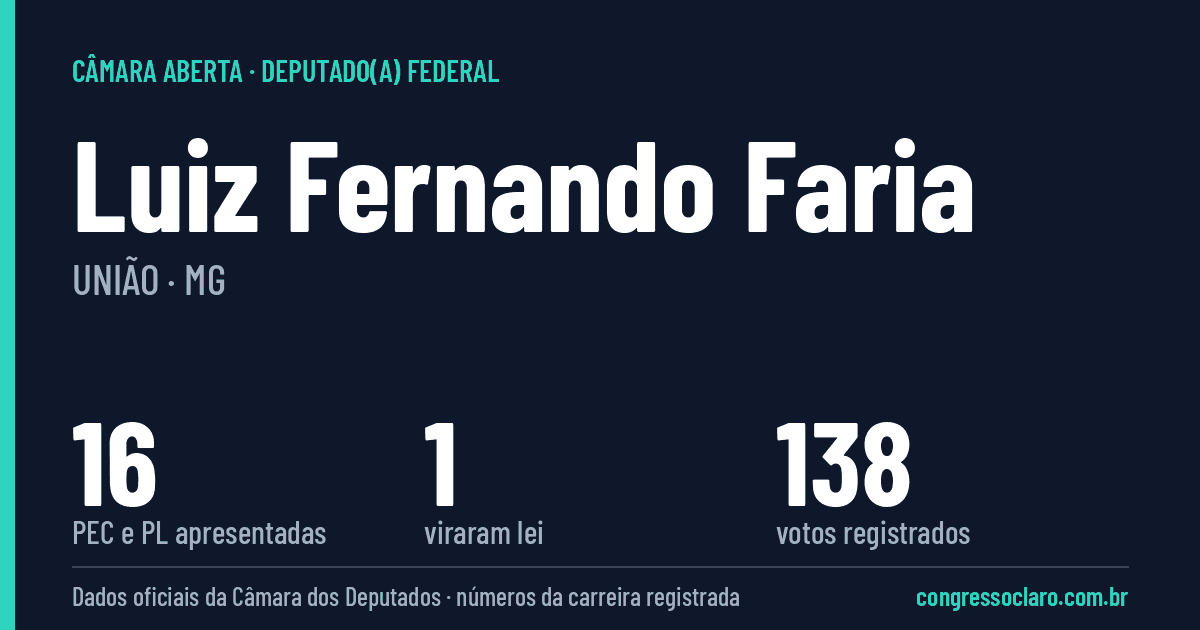 CÂMARA ABERTA · DEPUTADO(A) FEDERAL
Luiz Fernando Faria
UNIÃO · MG
16 1 138
PEC e PL apresentadas viraram lei votos registrados
Dados oficiais da Câmara dos Deputados · números da carreira registrada congressoclaro.com.br